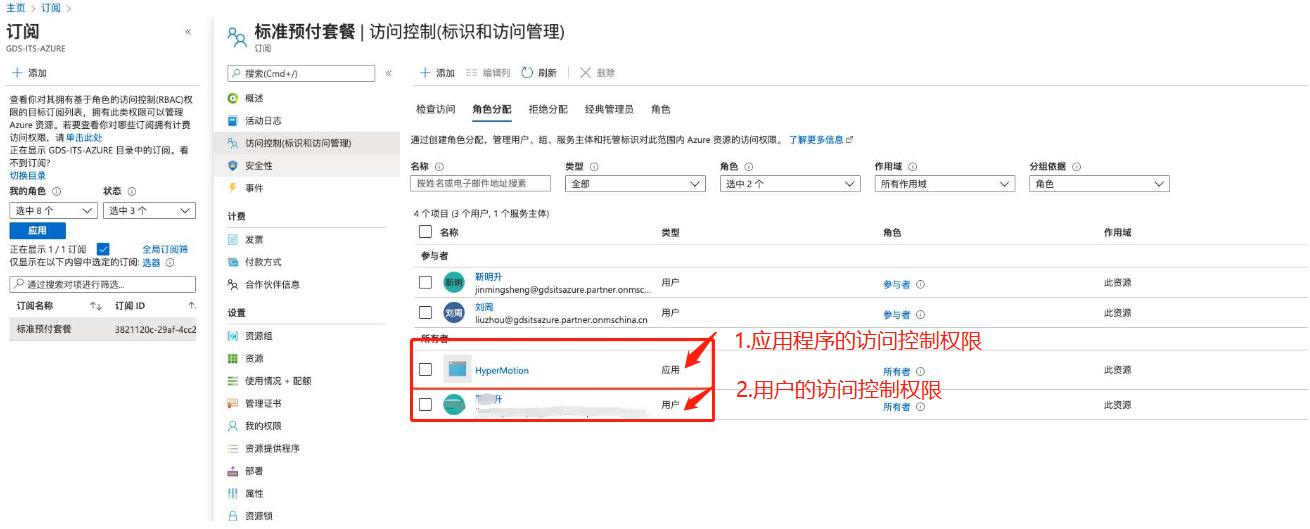 主页 > 订阅 >
订阅
«
GDS-ITS-AZURE
添加
查看你对其拥有基于角色的访问控制(RBAC)权
限的目标订阅列表，拥有此类权限可以管理
Azure 资源。若要查看你对哪些订阅拥有计费
访问权限，请 单击此处
正在显示 GDS-ITS-AZURE 目录中的订阅。看
不到订阅?
切换目录
我的角色 状态
选中 8 个 选中 3 个
应用
正在显示 1 / 1 订阅 全局订阅筛
仅显示在以下内容中选定的订阅: 选器
通过搜索对项进行筛选...
订阅名称 ↑↓ 订阅 ID ↑
标准预付套餐 3821120c-29af-4cc2
标准预付套餐 | 访问控制(标识和访问管理)
订阅
搜索(Cmd+/) «
概述
活动日志
访问控制(标识和访问管理)
安全性
事件
计费
发票
付款方式
合作伙伴信息
设置
资源组
资源
使用情况 + 配额
管理证书
我的权限
资源提供程序
部署
属性
资源锁
添加 编辑列 刷新 删除
检查访问 角色分配 拒绝分配 经典管理员 角色
通过创建角色分配，管理用户、组、服务主体和托管标识对此范围内 Azure 资源的访问权限。 了解更多信息
名称 类型 角色 作用域 分组依据
按姓名或电子邮件地址搜素 全部 选中 2 个 所有作用域 角色
4 个项目 (3 个用户, 1 个服务主体)
名称 类型 角色 作用域
参与者
靳明 靳明升 用户 参与者 此资源
jinmingsheng@gdsitsazure.partner.onmsc...
刘周 刘周 用户 参与者 此资源
liuzhou@gdsitsazure.partner.onmschina.cn
所有者
1.应用程序的访问控制权限
HyperMotion 应用 所有者 此资源
2.用户的访问控制权限
升 用户 所有者 此资源